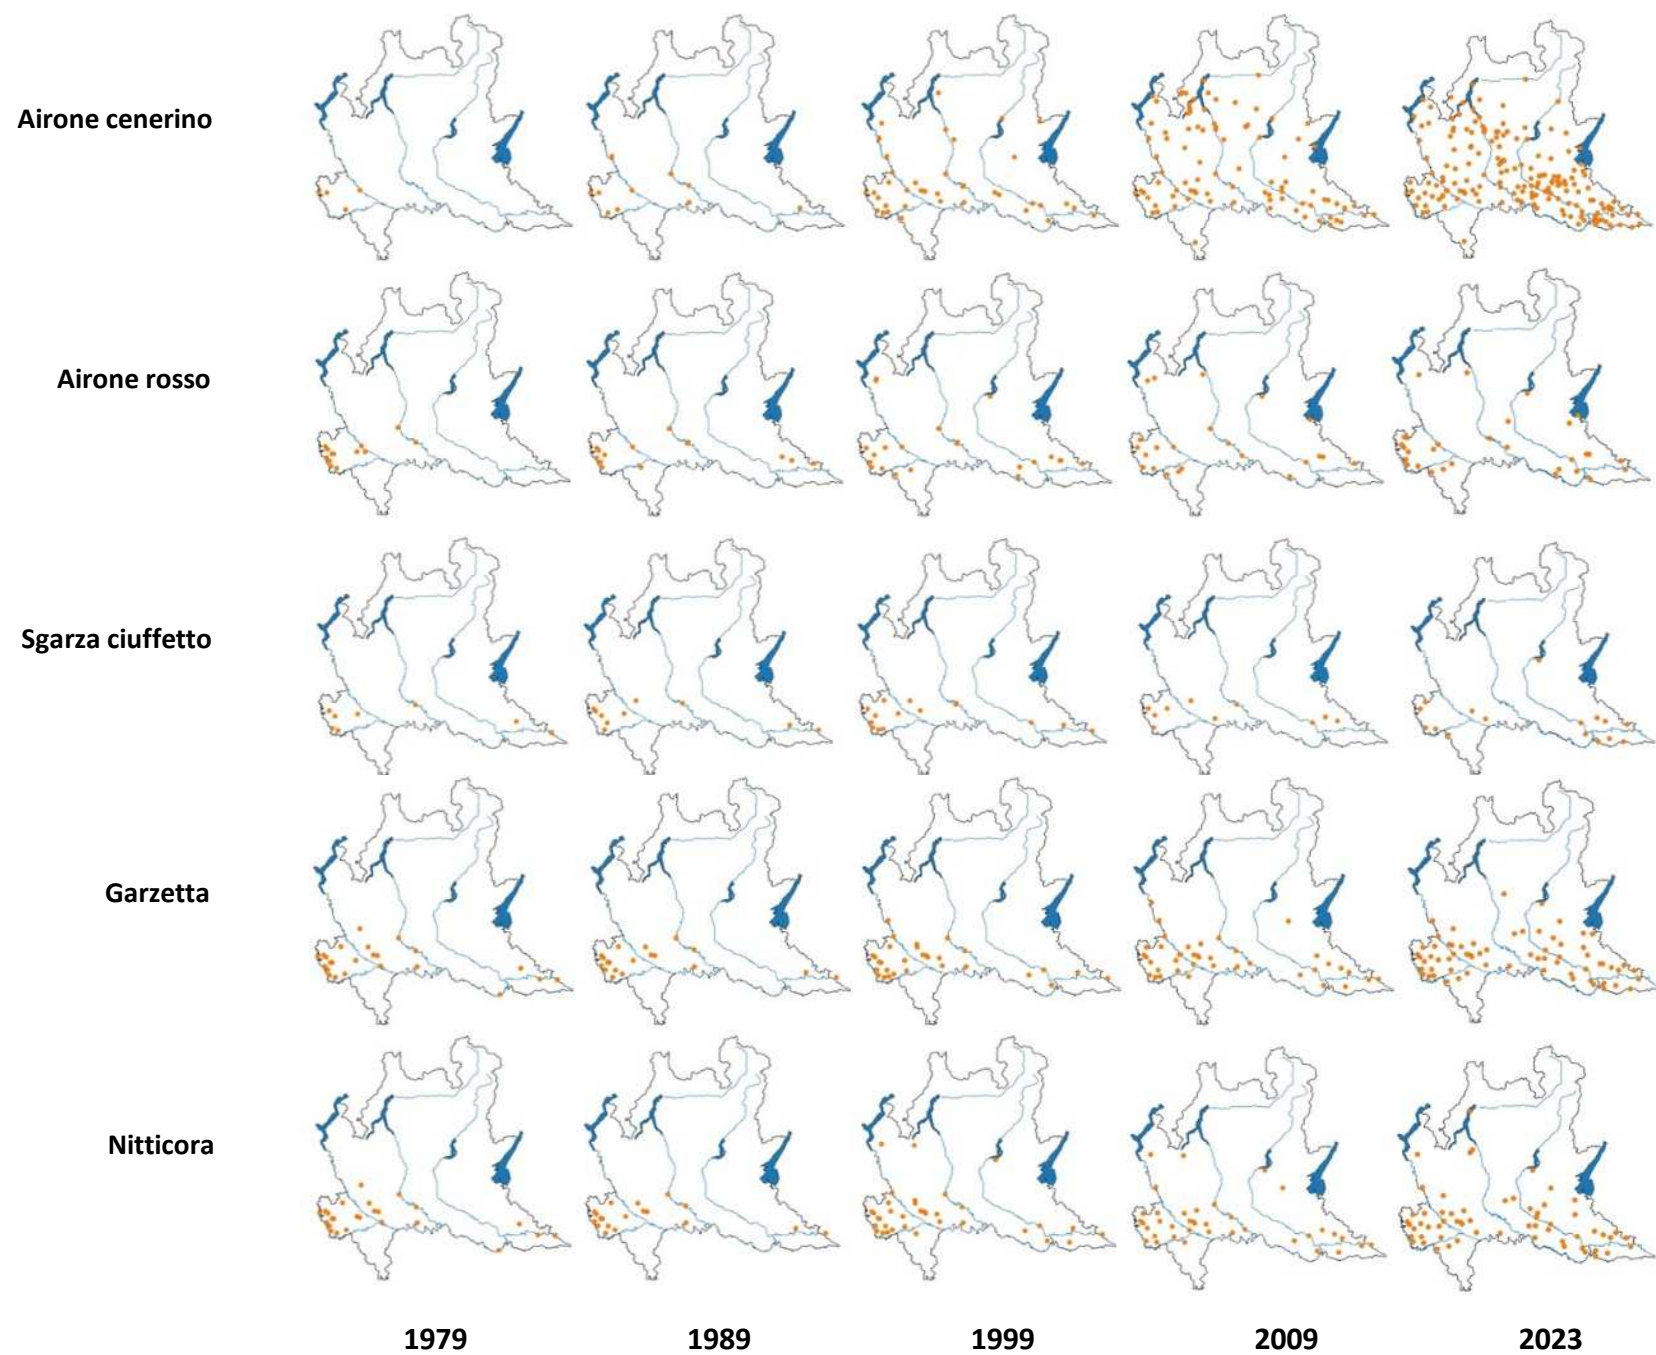 Airone cenerino
Airone rosso
Sgarza ciuffetto
Garzetta
Nitticora
1979 1989 1999 2009 2023